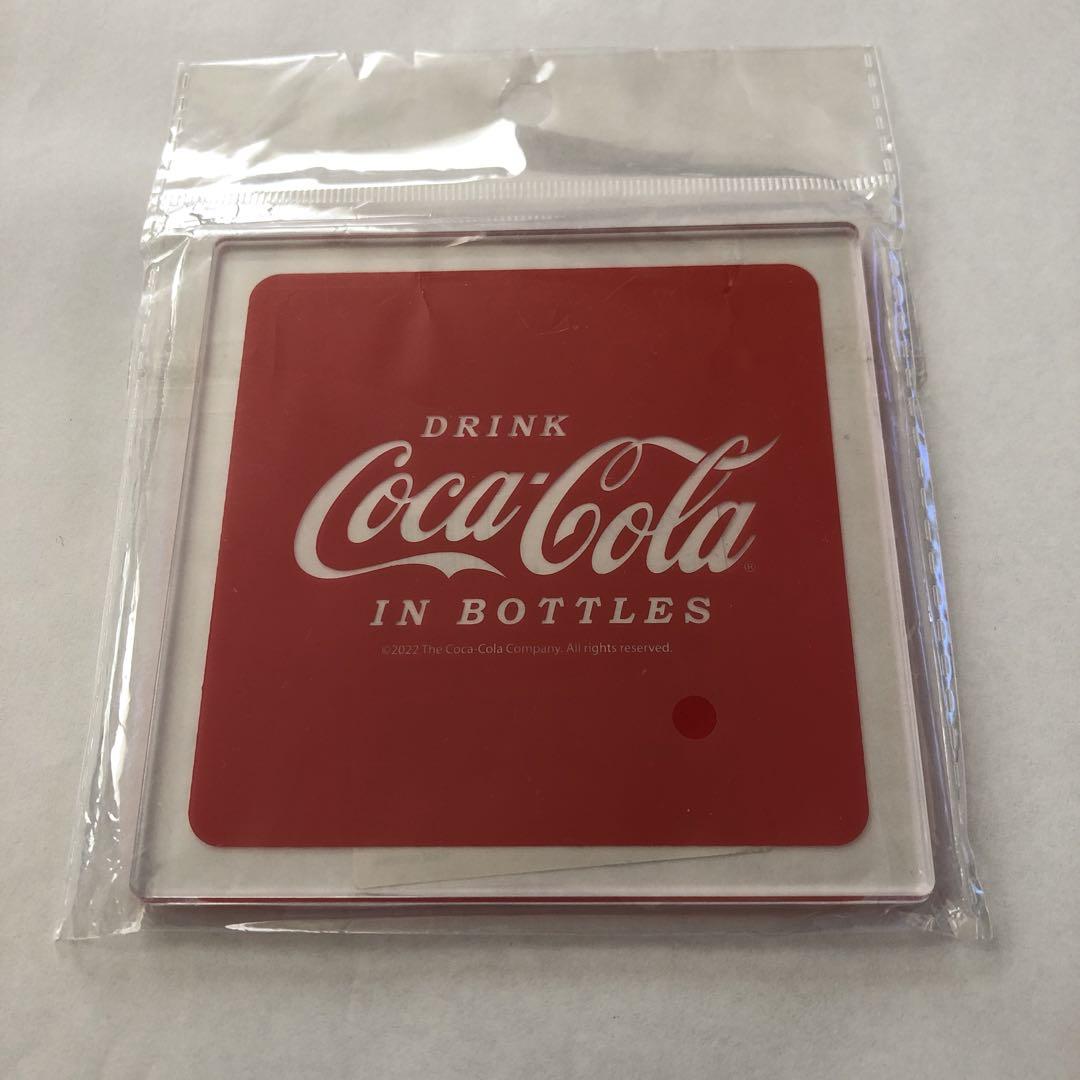 DRINK
Coca-Cola®
IN BOTTLES
©2022 The Coca-Cola Company. All rights reserved.